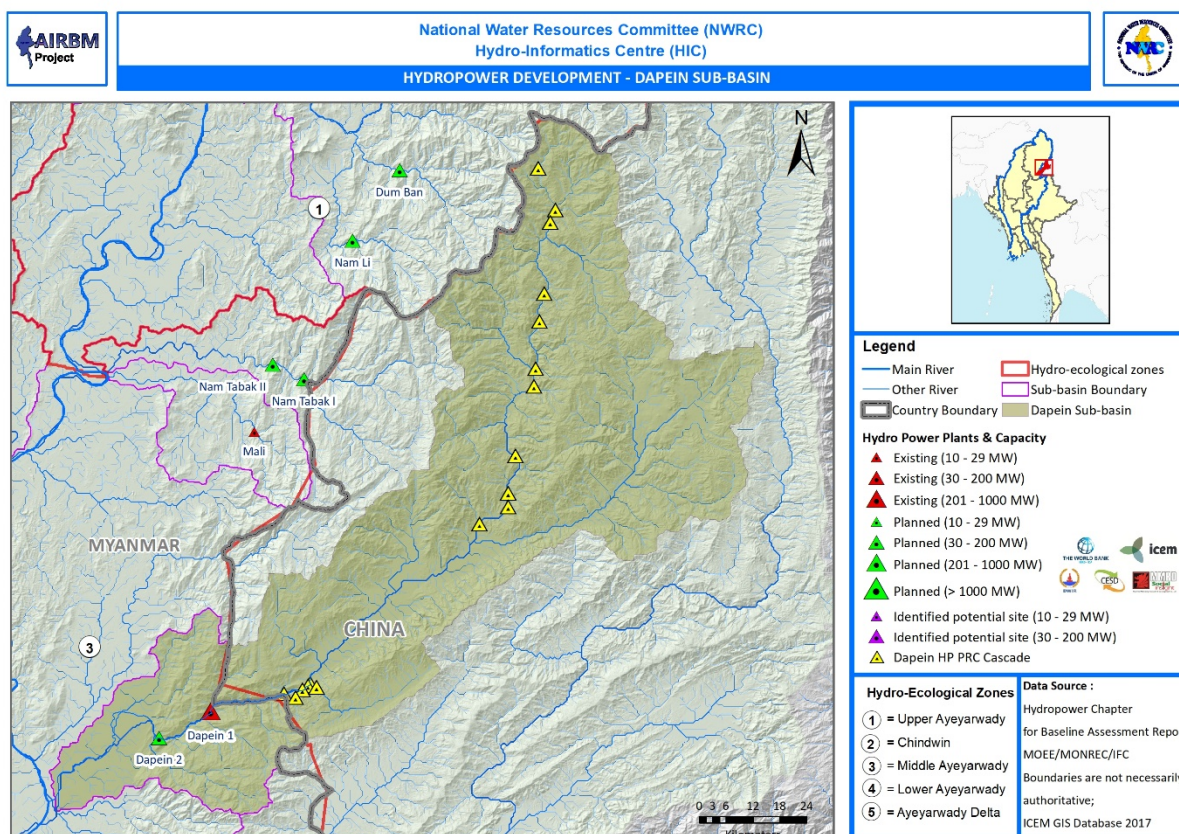 AIRBM
Project
National Water Resources Committee (NWRC)
Hydro-Informatics Centre (HIC)
HYDROPOWER DEVELOPMENT - DAPEIN SUB-BASIN
NWRC
N
Dum Ban
1
Nam Li
Nam Tabak II
Nam Tabak I
Mali
MYANMAR
3
CHINA
Dapein 1
Dapein 2
0 3 6 12 18 24
Kilometers
Legend
Main River
Hydro-ecological zones
Other River
Sub-basin Boundary
Country Boundary
Dapein Sub-basin
Hydro Power Plants & Capacity
Existing (10 - 29 MW)
Existing (30 - 200 MW)
Existing (201 - 1000 MW)
Planned (10 - 29 MW)
Planned (30 - 200 MW)
Planned (201 - 1000 MW)
Planned (> 1000 MW)
THE WORLD BANK
icem
CESD
Identified potential site (10 - 29 MW)
Identified potential site (30 - 200 MW)
Dapein HP PRC Cascade
Hydro-Ecological Zones
1 = Upper Ayeyarwady
2 = Chindwin
3 = Middle Ayeyarwady
4 = Lower Ayeyarwady
5 = Ayeyarwady Delta
Data Source :
Hydropower Chapter
for Baseline Assessment Repo
MOEE/MONREC/IFC
Boundaries are not necessarily
authoritative;
ICEM GIS Database 2017